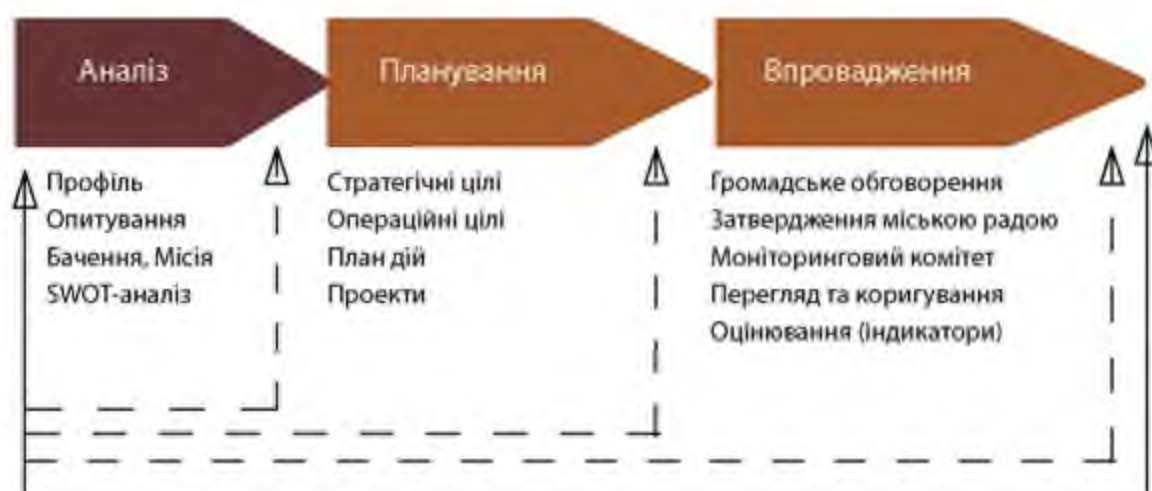 Аналіз
Профіль
Опитування
Бачення, Місія
SWOT-аналіз
Планування
Стратегічні цілі
Операційні цілі
План дій
Проекти
Впровадження
Громадське обговорення
Затвердження міською радою
Моніторинговий комітет
Перегляд та коригування
Оцінювання (індикатори)